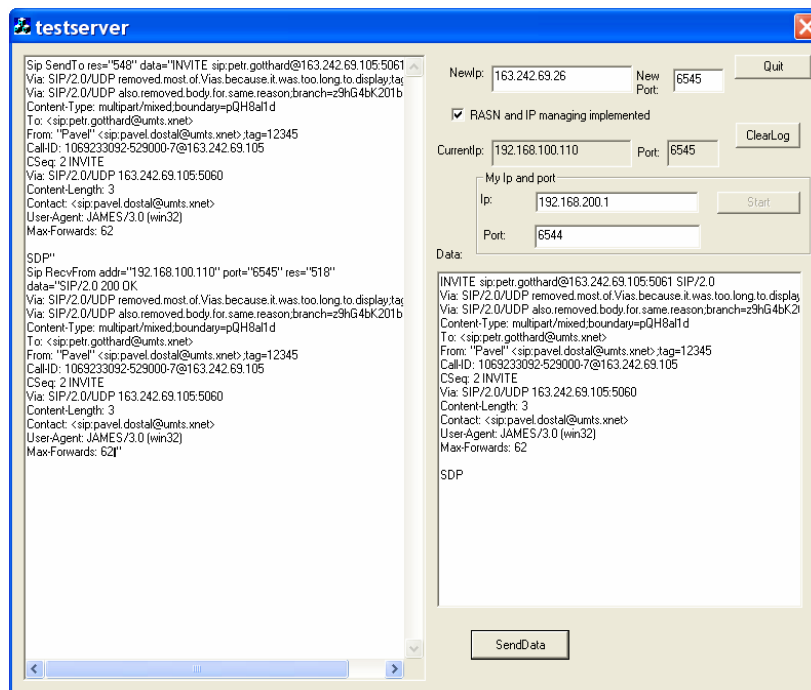 testserver
Sip SendTo res="548" data="INVITE sip:petr.gotthard@163.242.69.105:5061
Via: SIP/2.0/UDP removed.most.of.Vias.because.it.was.too.long.to.display;tag
Via: SIP/2.0/UDP also.removed.body.for.same.reason;branch=z9hG4bK201b
Content-Type: multipart/mixed;boundary=pQH8al1d
To: <sip:petr.gotthard@umts.xnet>
From: "Pavel" <sip:pavel.dostal@umts.xnet>;tag=12345
Call-ID: 1069233092-529000-7@163.242.69.105
CSeq: 2 INVITE
Via: SIP/2.0/UDP 163.242.69.105:5060
Content-Length: 3
Contact: <sip:pavel.dostal@umts.xnet>
User-Agent: JAMES/3.0 (win32)
Max-Forwards: 62
SDP"
Sip RecvFrom addr="192.168.100.110" port="6545" res="518"
data="SIP/2.0 200 OK
Via: SIP/2.0/UDP removed.most.of.Vias.because.it.was.too.long.to.display;tag
Via: SIP/2.0/UDP also.removed.body.for.same.reason;branch=z9hG4bK201b
Content-Type: multipart/mixed;boundary=pQH8al1d
To: <sip:petr.gotthard@umts.xnet>
From: "Pavel" <sip:pavel.dostal@umts.xnet>;tag=12345
Call-ID: 1069233092-529000-7@163.242.69.105
CSeq: 2 INVITE
Via: SIP/2.0/UDP 163.242.69.105:5060
Content-Length: 3
Contact: <sip:pavel.dostal@umts.xnet>
User-Agent: JAMES/3.0 (win32)
Max-Forwards: 62"
NewIp: 163.242.69.26 New Port: 6545 Quit
RASN and IP managing implemented
ClearLog
CurrentIp: 192.168.100.110 Port: 6545
My Ip and port
Ip: 192.168.200.1 Start
Port: 6544
Data:
INVITE sip:petr.gotthard@163.242.69.105:5061 SIP/2.0
Via: SIP/2.0/UDP removed.most.of.Vias.because.it.was.too.long.to.display
Via: SIP/2.0/UDP also.removed.body.for.same.reason;branch=z9hG4bK2
Content-Type: multipart/mixed;boundary=pQH8al1d
To: <sip:petr.gotthard@umts.xnet>
From: "Pavel" <sip:pavel.dostal@umts.xnet>;tag=12345
Call-ID: 1069233092-529000-7@163.242.69.105
CSeq: 2 INVITE
Via: SIP/2.0/UDP 163.242.69.105:5060
Content-Length: 3
Contact: <sip:pavel.dostal@umts.xnet>
User-Agent: JAMES/3.0 (win32)
Max-Forwards: 62
SDP
SendData